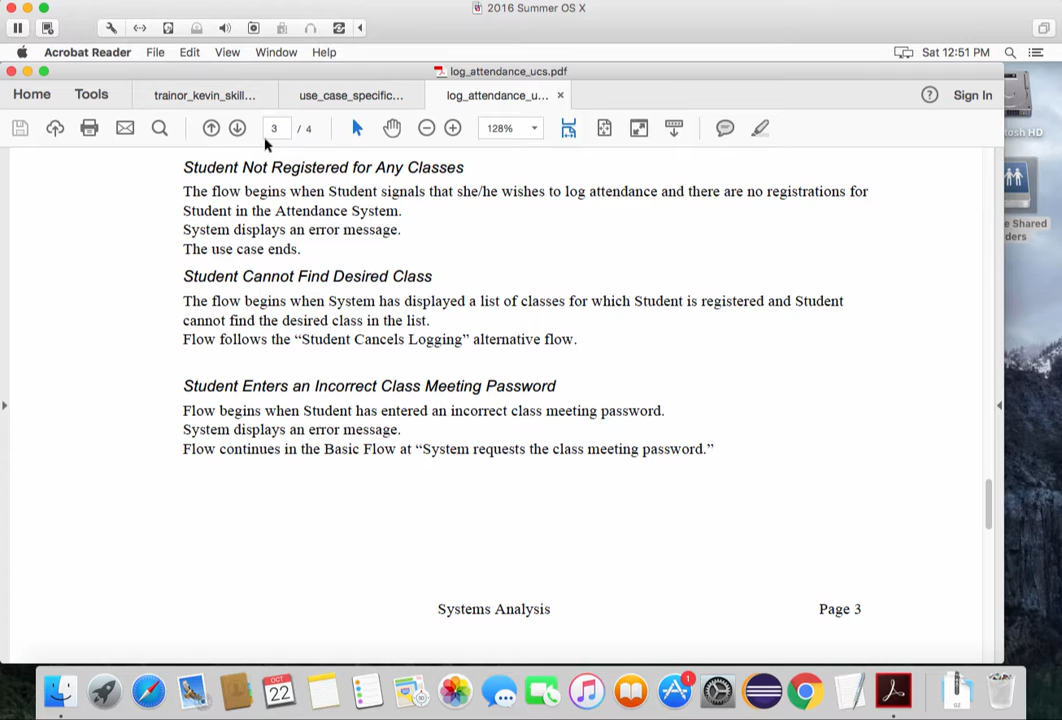 2016 Summer OS X
Acrobat Reader File Edit View Window Help Sat 12:51 PM
log_attendance_ucs.pdf
Home Tools trainor_kevin_skill... use_case_specific... log_attendance_u... × ? Sign In
3 / 4 128%
Student Not Registered for Any Classes
The flow begins when Student signals that she/he wishes to log attendance and there are no registrations for
Student in the Attendance System.
System displays an error message.
The use case ends.
Student Cannot Find Desired Class
The flow begins when System has displayed a list of classes for which Student is registered and Student
cannot find the desired class in the list.
Flow follows the “Student Cancels Logging” alternative flow.
Student Enters an Incorrect Class Meeting Password
Flow begins when Student has entered an incorrect class meeting password.
System displays an error message.
Flow continues in the Basic Flow at “System requests the class meeting password.”
Systems Analysis Page 3
tosh HD
e Shared
ders
OCT
22
1